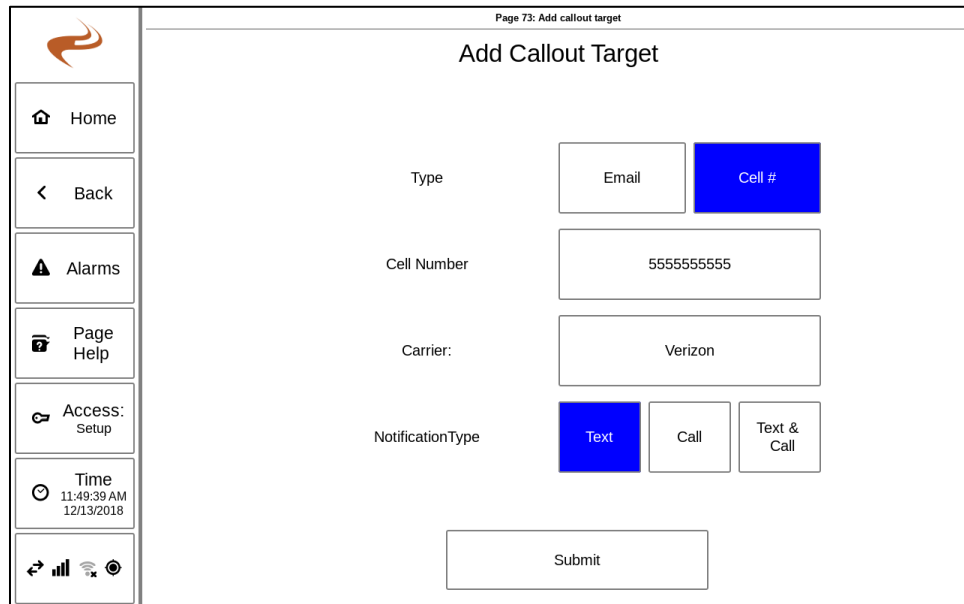 Page 73: Add callout target
Add Callout Target
Home
Back
Alarms
Page
Help
Access:
Setup
Time
11:49:39 AM
12/13/2018
Type
Email
Cell #
Cell Number
5555555555
Carrier:
Verizon
NotificationType
Text
Call
Text &
Call
Submit